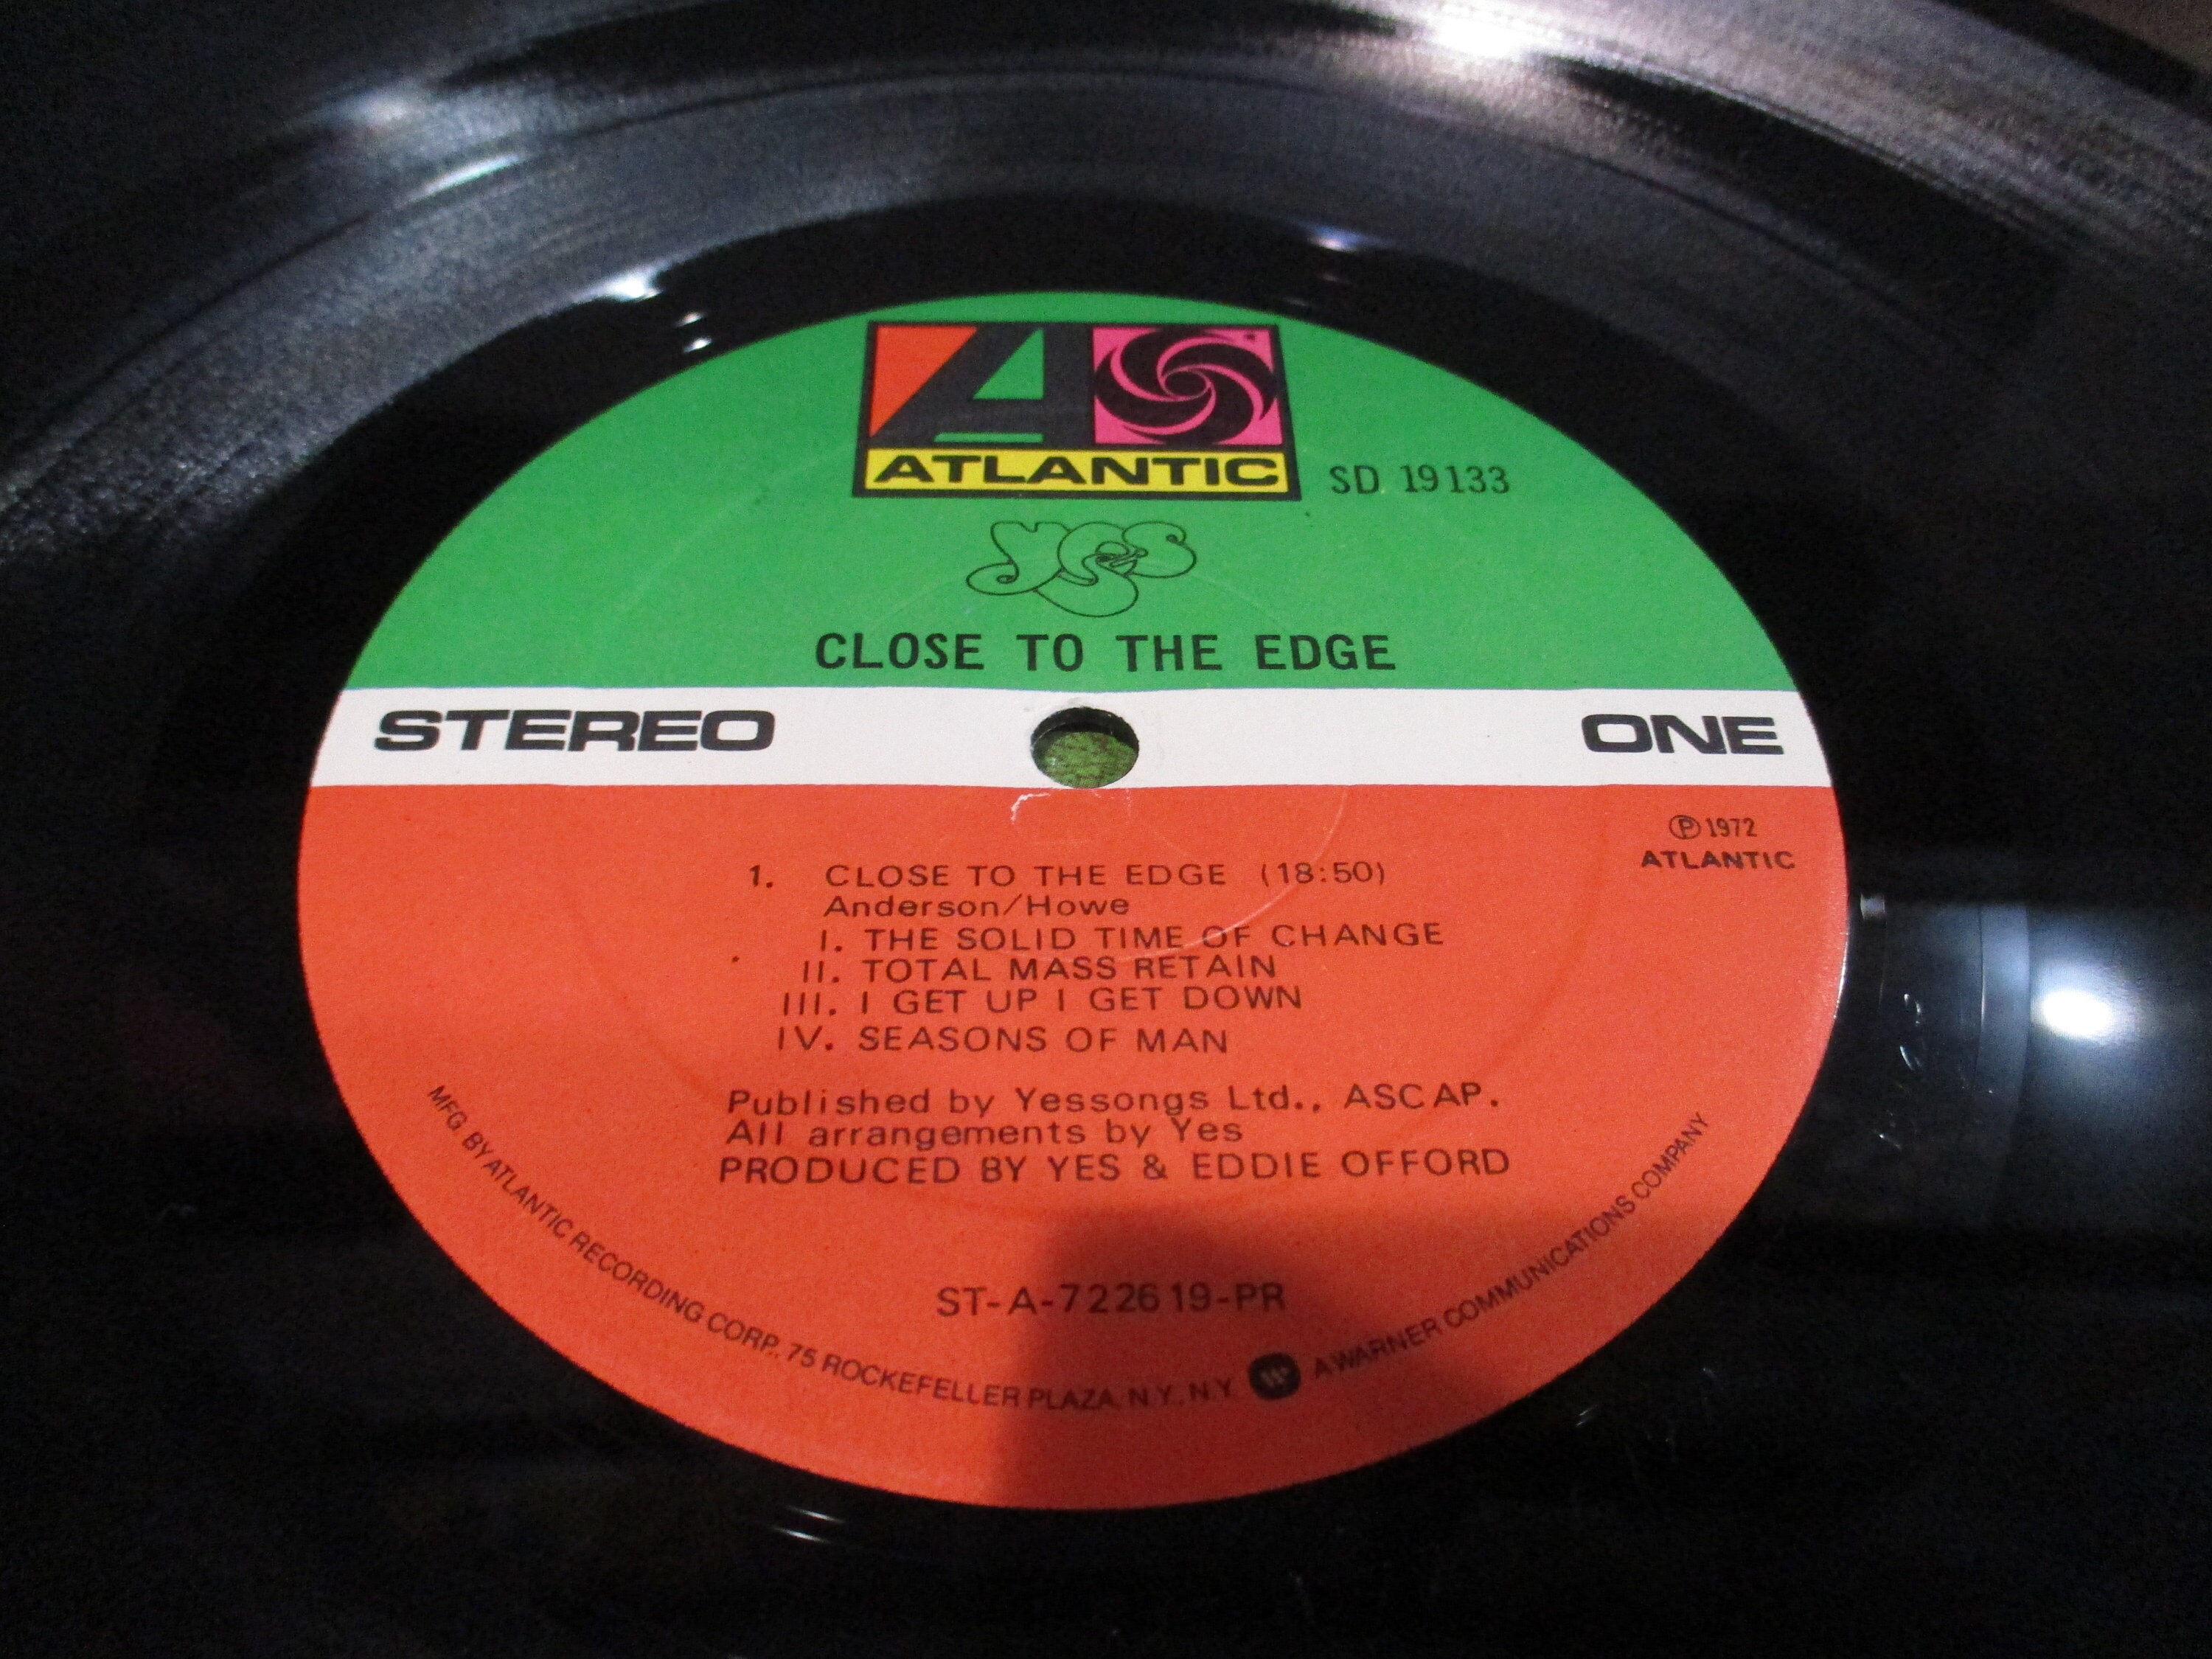 ATLANTIC
SD 19133
yes
CLOSE TO THE EDGE
STEREO
ONE
Ⓟ 1972
ATLANTIC
1. CLOSE TO THE EDGE (18:50)
Anderson/Howe
I. THE SOLID TIME OF CHANGE
II. TOTAL MASS RETAIN
III. I GET UP I GET DOWN
IV. SEASONS OF MAN
Published by Yessongs Ltd., ASCAP.
All arrangements by Yes
PRODUCED BY YES & EDDIE OFFORD
ST-A-722619-PR
MFG. BY ATLANTIC RECORDING CORP., 75 ROCKEFELLER PLAZA, N.Y., N.Y. A WARNER COMMUNICATIONS COMPANY